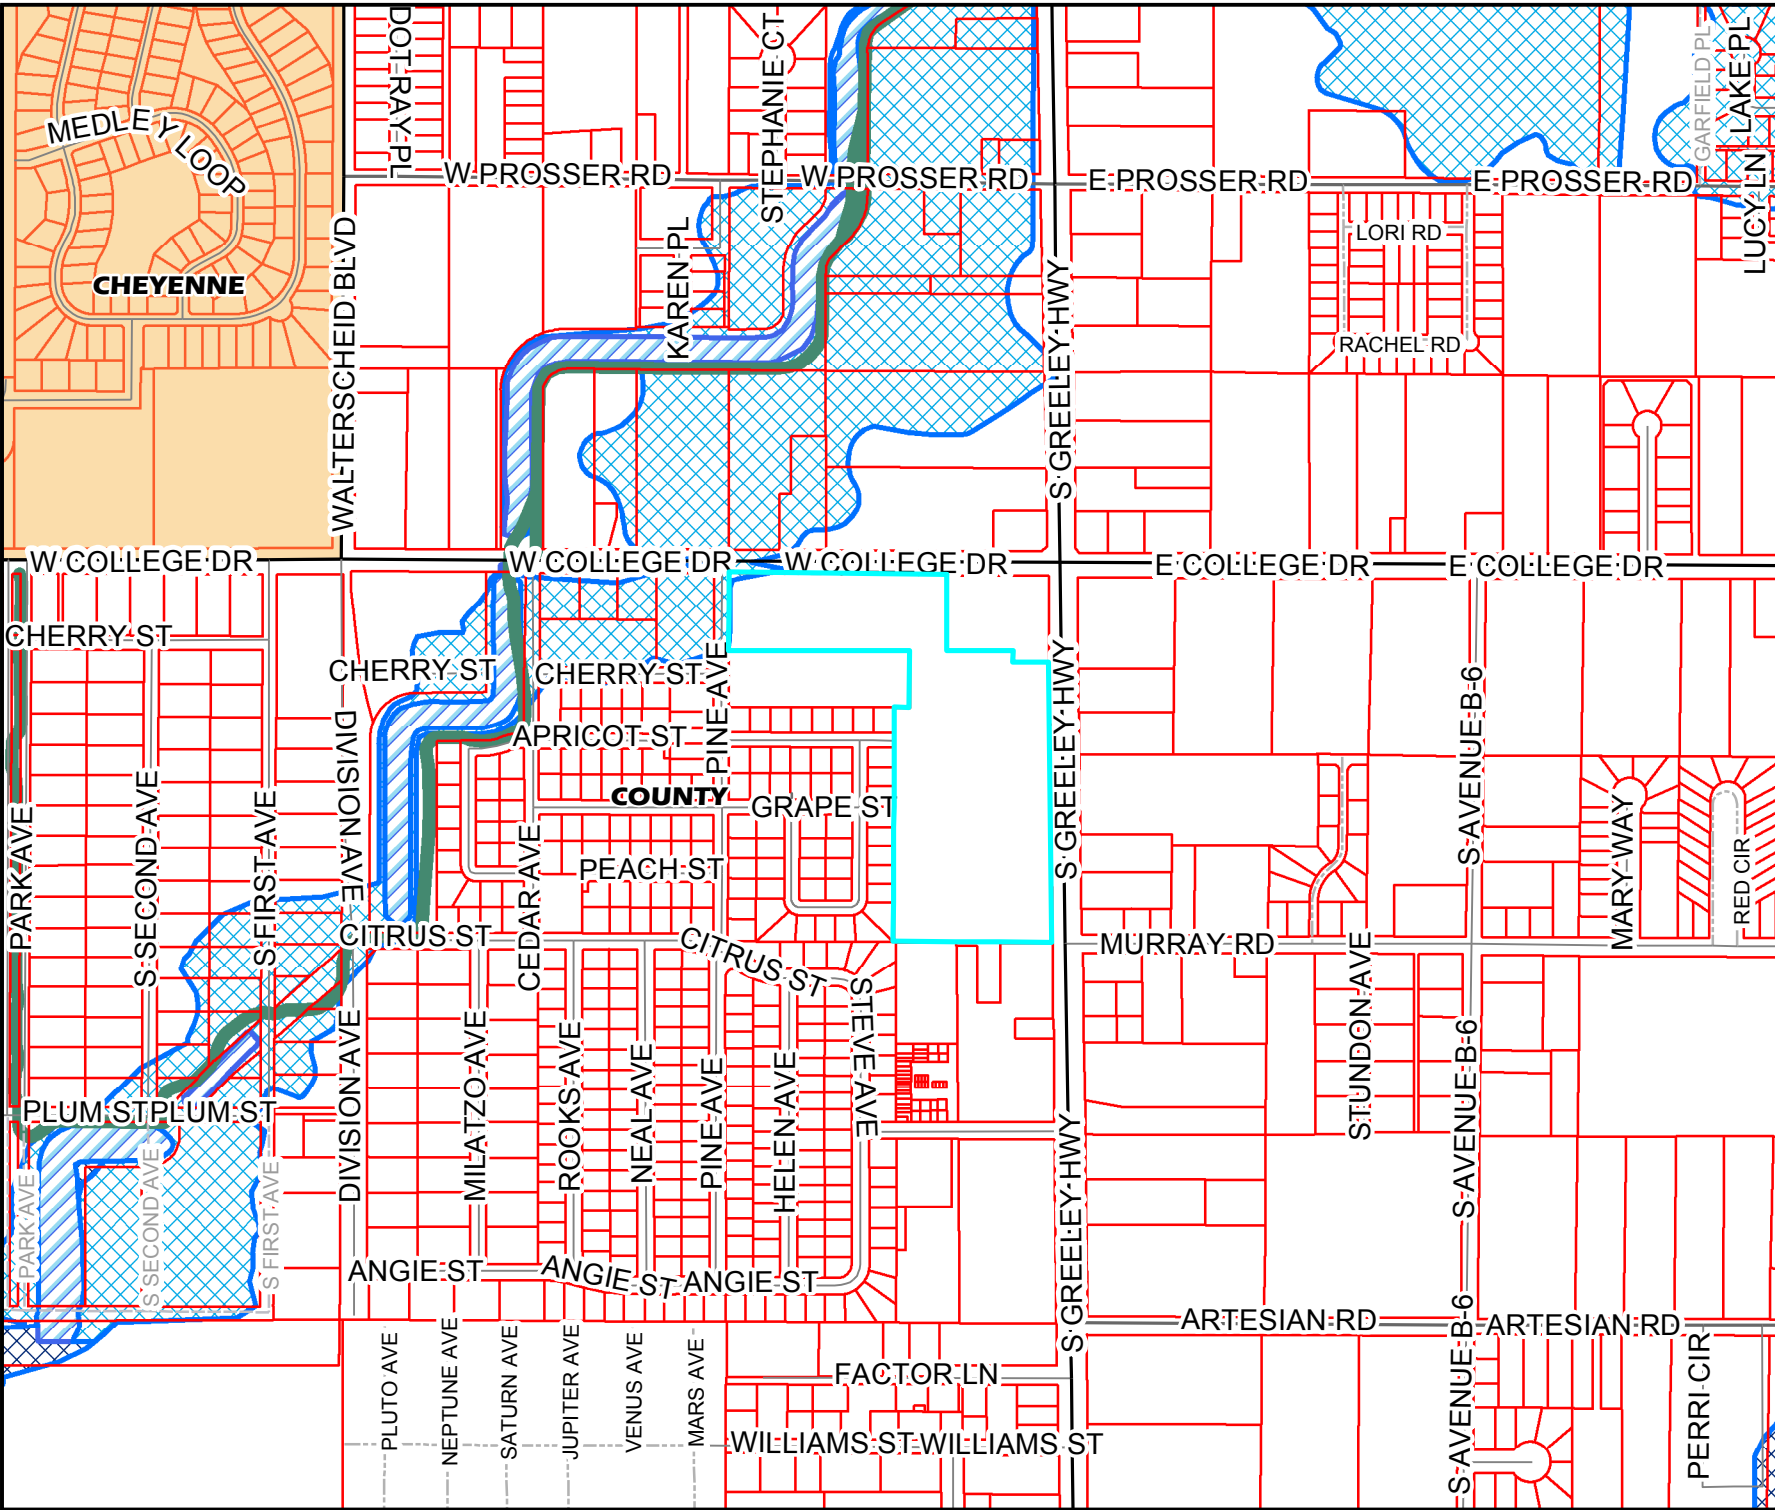 DOT RAY PL
STEPHANIE CT
GARFIELD PL
LAKE PL
MEDLEY LOOP
W PROSSER RD
W PROSSER RD
E PROSSER RD
E PROSSER RD
LUCY LN
LORI RD
KAREN PL
CHEYENNE
WALTERSCHEID BLVD
S GREELEY HWY
RACHEL RD
W COLLEGE DR
W COLLEGE DR
W COLLEGE DR
E COLLEGE DR
E COLLEGE DR
CHERRY ST
CHERRY ST
CHERRY ST
PINE AVE
S GREELEY HWY
S AVENUE B-6
DIVISION AVE
APRICOT ST
COUNTY
GRAPE ST
PARK AVE
S SECOND AVE
S FIRST AVE
CEDAR AVE
PEACH ST
MARY WAY
RED CIR
CITRUS ST
CITRUS ST
MURRAY RD
STEVE AVE
STUNDON AVE
DIVISION AVE
MILATZO AVE
ROOKS AVE
NEAL AVE
PINE AVE
HELEN AVE
S AVENUE B-6
PLUM ST
PLUM ST
S GREELEY HWY
PARK AVE
S SECOND AVE
S FIRST AVE
ANGIE ST
ANGIE ST
ANGIE ST
ARTESIAN RD
ARTESIAN RD
S AVENUE B-6
PERRI CIR
PLUTO AVE
NEPTUNE AVE
SATURN AVE
JUPITER AVE
VENUS AVE
MARS AVE
FACTOR LN
WILLIAMS ST
WILLIAMS ST